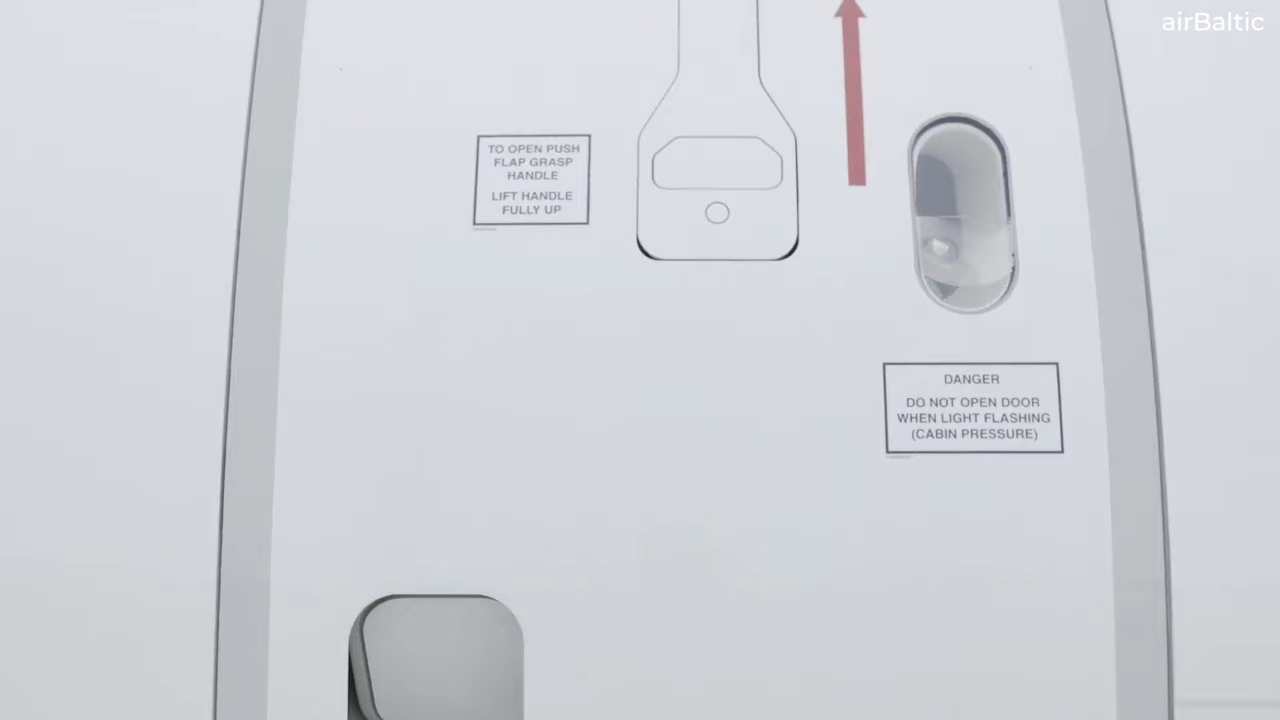 airBaltic
TO OPEN PUSH
FLAP GRASP
HANDLE
LIFT HANDLE
FULLY UP
DANGER
DO NOT OPEN DOOR
WHEN LIGHT FLASHING
(CABIN PRESSURE)